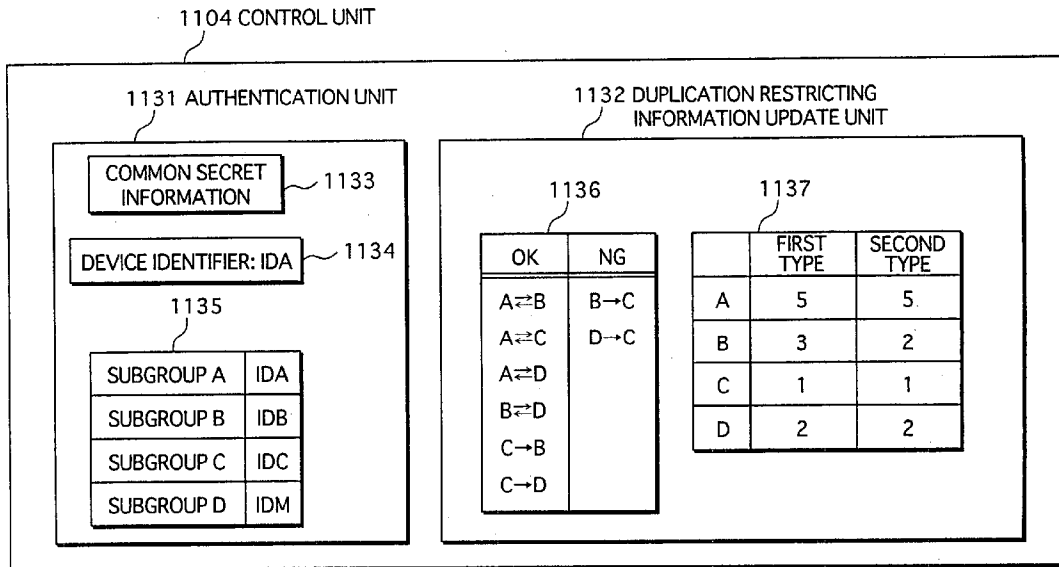 1104 CONTROL UNIT
1131 AUTHENTICATION UNIT
COMMON SECRET
INFORMATION
1133
DEVICE IDENTIFIER: IDA
1134
1135
SUBGROUP A IDA
SUBGROUP B IDB
SUBGROUP C IDC
SUBGROUP D IDM
1132 DUPLICATION RESTRICTING
INFORMATION UPDATE UNIT
1136
OK NG
A⇄B B→C
A⇄C D→C
A⇄D
B⇄D
C→B
C→D
1137
FIRST TYPE SECOND TYPE
A 5 5
B 3 2
C 1 1
D 2 2